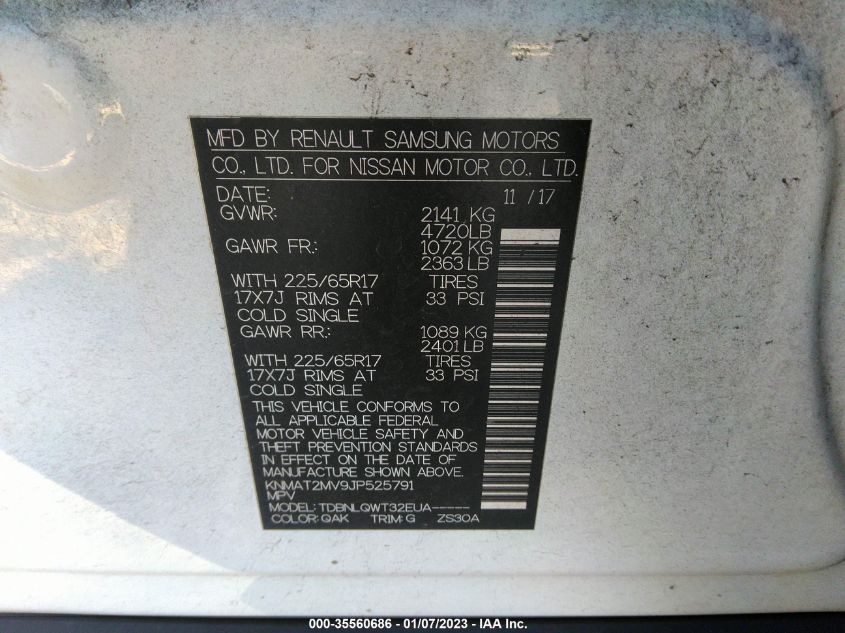 MFD BY RENAULT SAMSUNG MOTORS
CO., LTD. FOR NISSAN MOTOR CO., LTD.
DATE: 11 / 17
GVWR: 2141 KG
4720LB
GAWR FR.: 1072 KG
2363 LB
WITH 225/65R17 TIRES
17X7J RIMS AT 33 PSI
COLD SINGLE
GAWR RR.: 1089 KG
2401 LB
WITH 225/65R17 TIRES
17X7J RIMS AT 33 PSI
COLD SINGLE
THIS VEHICLE CONFORMS TO
ALL APPLICABLE FEDERAL
MOTOR VEHICLE SAFETY AND
THEFT PREVENTION STANDARDS
IN EFFECT ON THE DATE OF
MANUFACTURE SHOWN ABOVE.
KNMAT2MV9JP525791
MPV
MODEL: TDBNLQWT32EUA-----
COLOR: QAK TRIM: G ZS30A
000-35560686 - 01/07/2023 - IAA Inc.